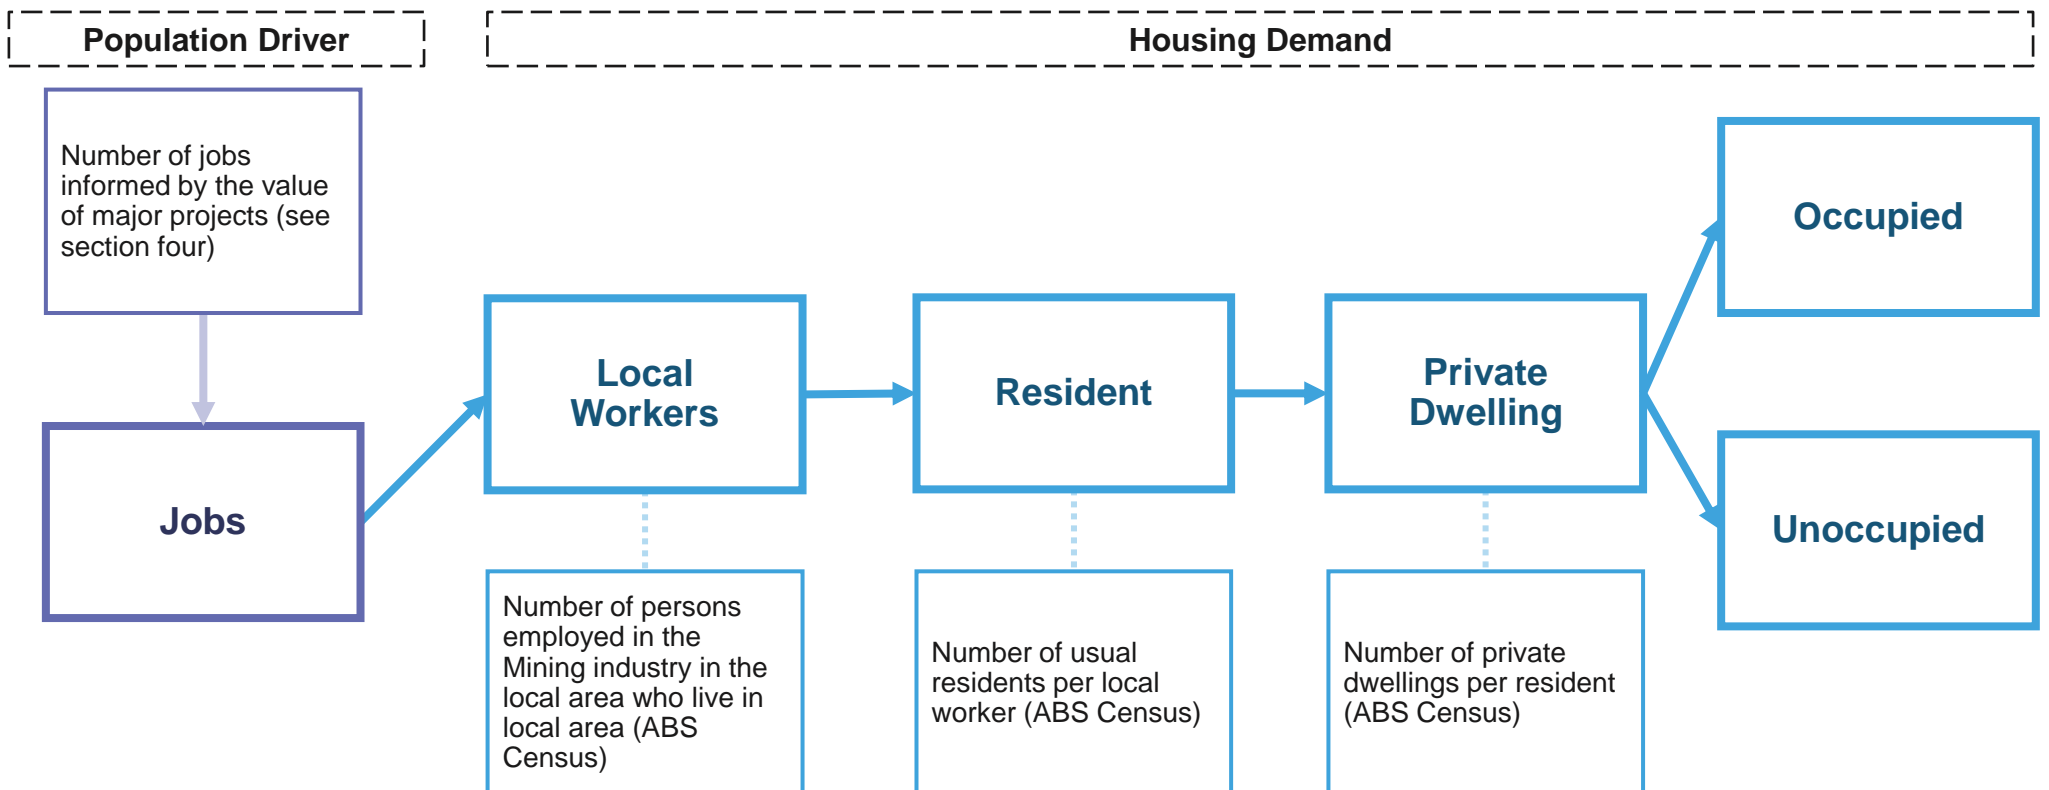 Population Driver
Housing Demand
Number of jobs
informed by the value
of major projects (see
section four)
Jobs
Local
Workers
Number of persons
employed in the
Mining industry in the
local area who live in
local area (ABS
Census)
Resident
Number of usual
residents per local
worker (ABS Census)
Private
Dwelling
Number of private
dwellings per resident
(ABS Census)
Occupied
Unoccupied